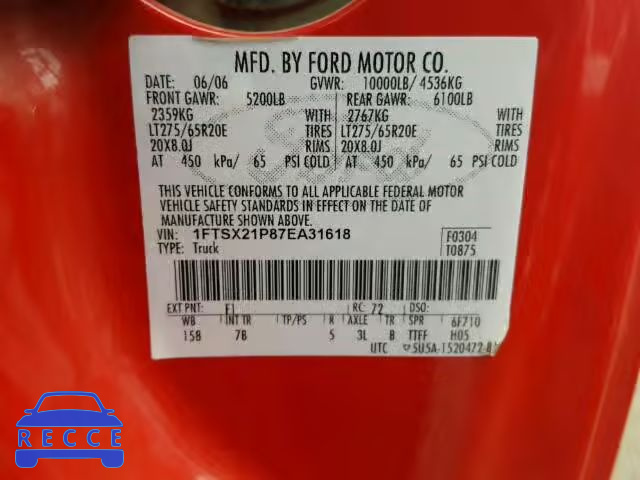 MFD. BY FORD MOTOR CO.
DATE: 06/06 GVWR: 10000LB/ 4536KG
FRONT GAWR: 5200LB REAR GAWR: 6100LB
2359KG WITH 2767KG WITH
LT275/65R20E TIRES LT275/65R20E TIRES
20X8.0J RIMS 20X8.0J RIMS
AT 450 kPa/ 65 PSI COLD AT 450 kPa/ 65 PSI COLD
THIS VEHICLE CONFORMS TO ALL APPLICABLE FEDERAL MOTOR
VEHICLE SAFETY STANDARDS IN EFFECT ON THE DATE OF
MANUFACTURE SHOWN ABOVE.
VIN: 1FTSX21P87EA31618 F0304
TYPE: Truck T0875
EXT PNT: F1 RC: 72 DSO:
WB INT TR TP/PS R AXLE TR SPR 6F710
158 7B 5 3L B TTFF H05
UTC 5U5A-1520472-
RECCE